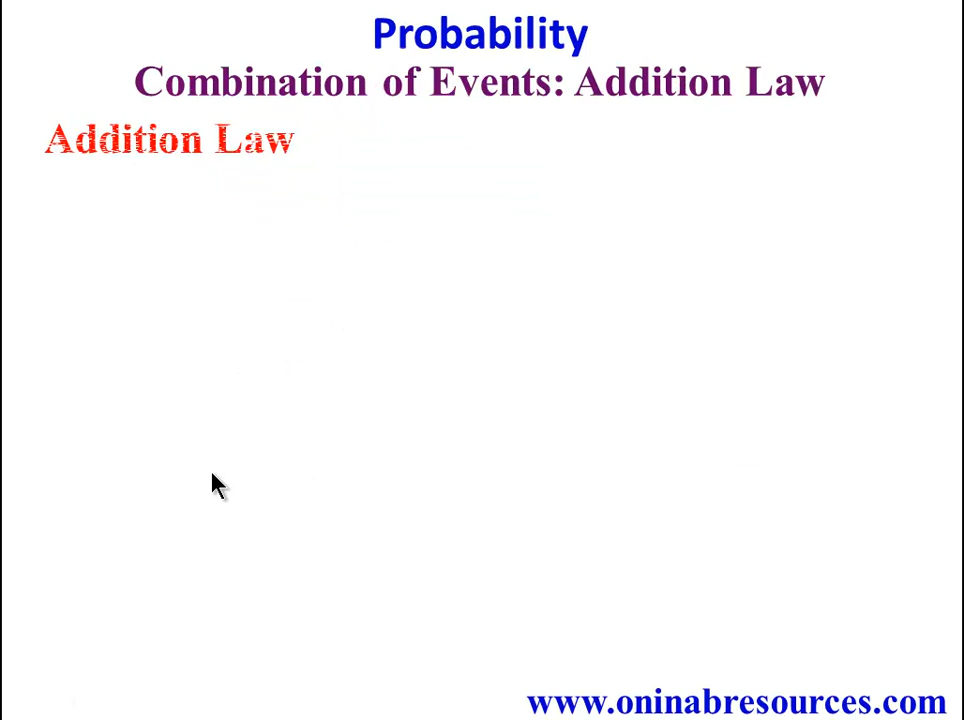 Probability
Combination of Events: Addition Law
Addition Law
www.oninabresources.com